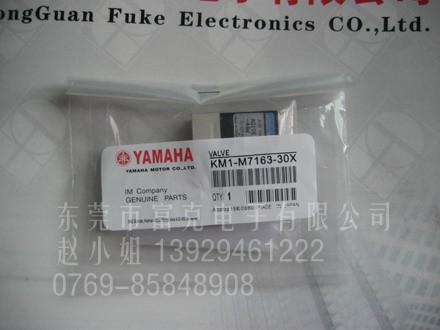 ongGuan Fuke Electronics Co.,Ltd.
YAMAHA
YAMAHA MOTOR CO.,LTD.
IM Company
GENUINE PARTS
VALVE
KM1-M7163-30X
QTY 1
东莞市富克电子有限公司
赵小姐 13929461222
0769-85848908